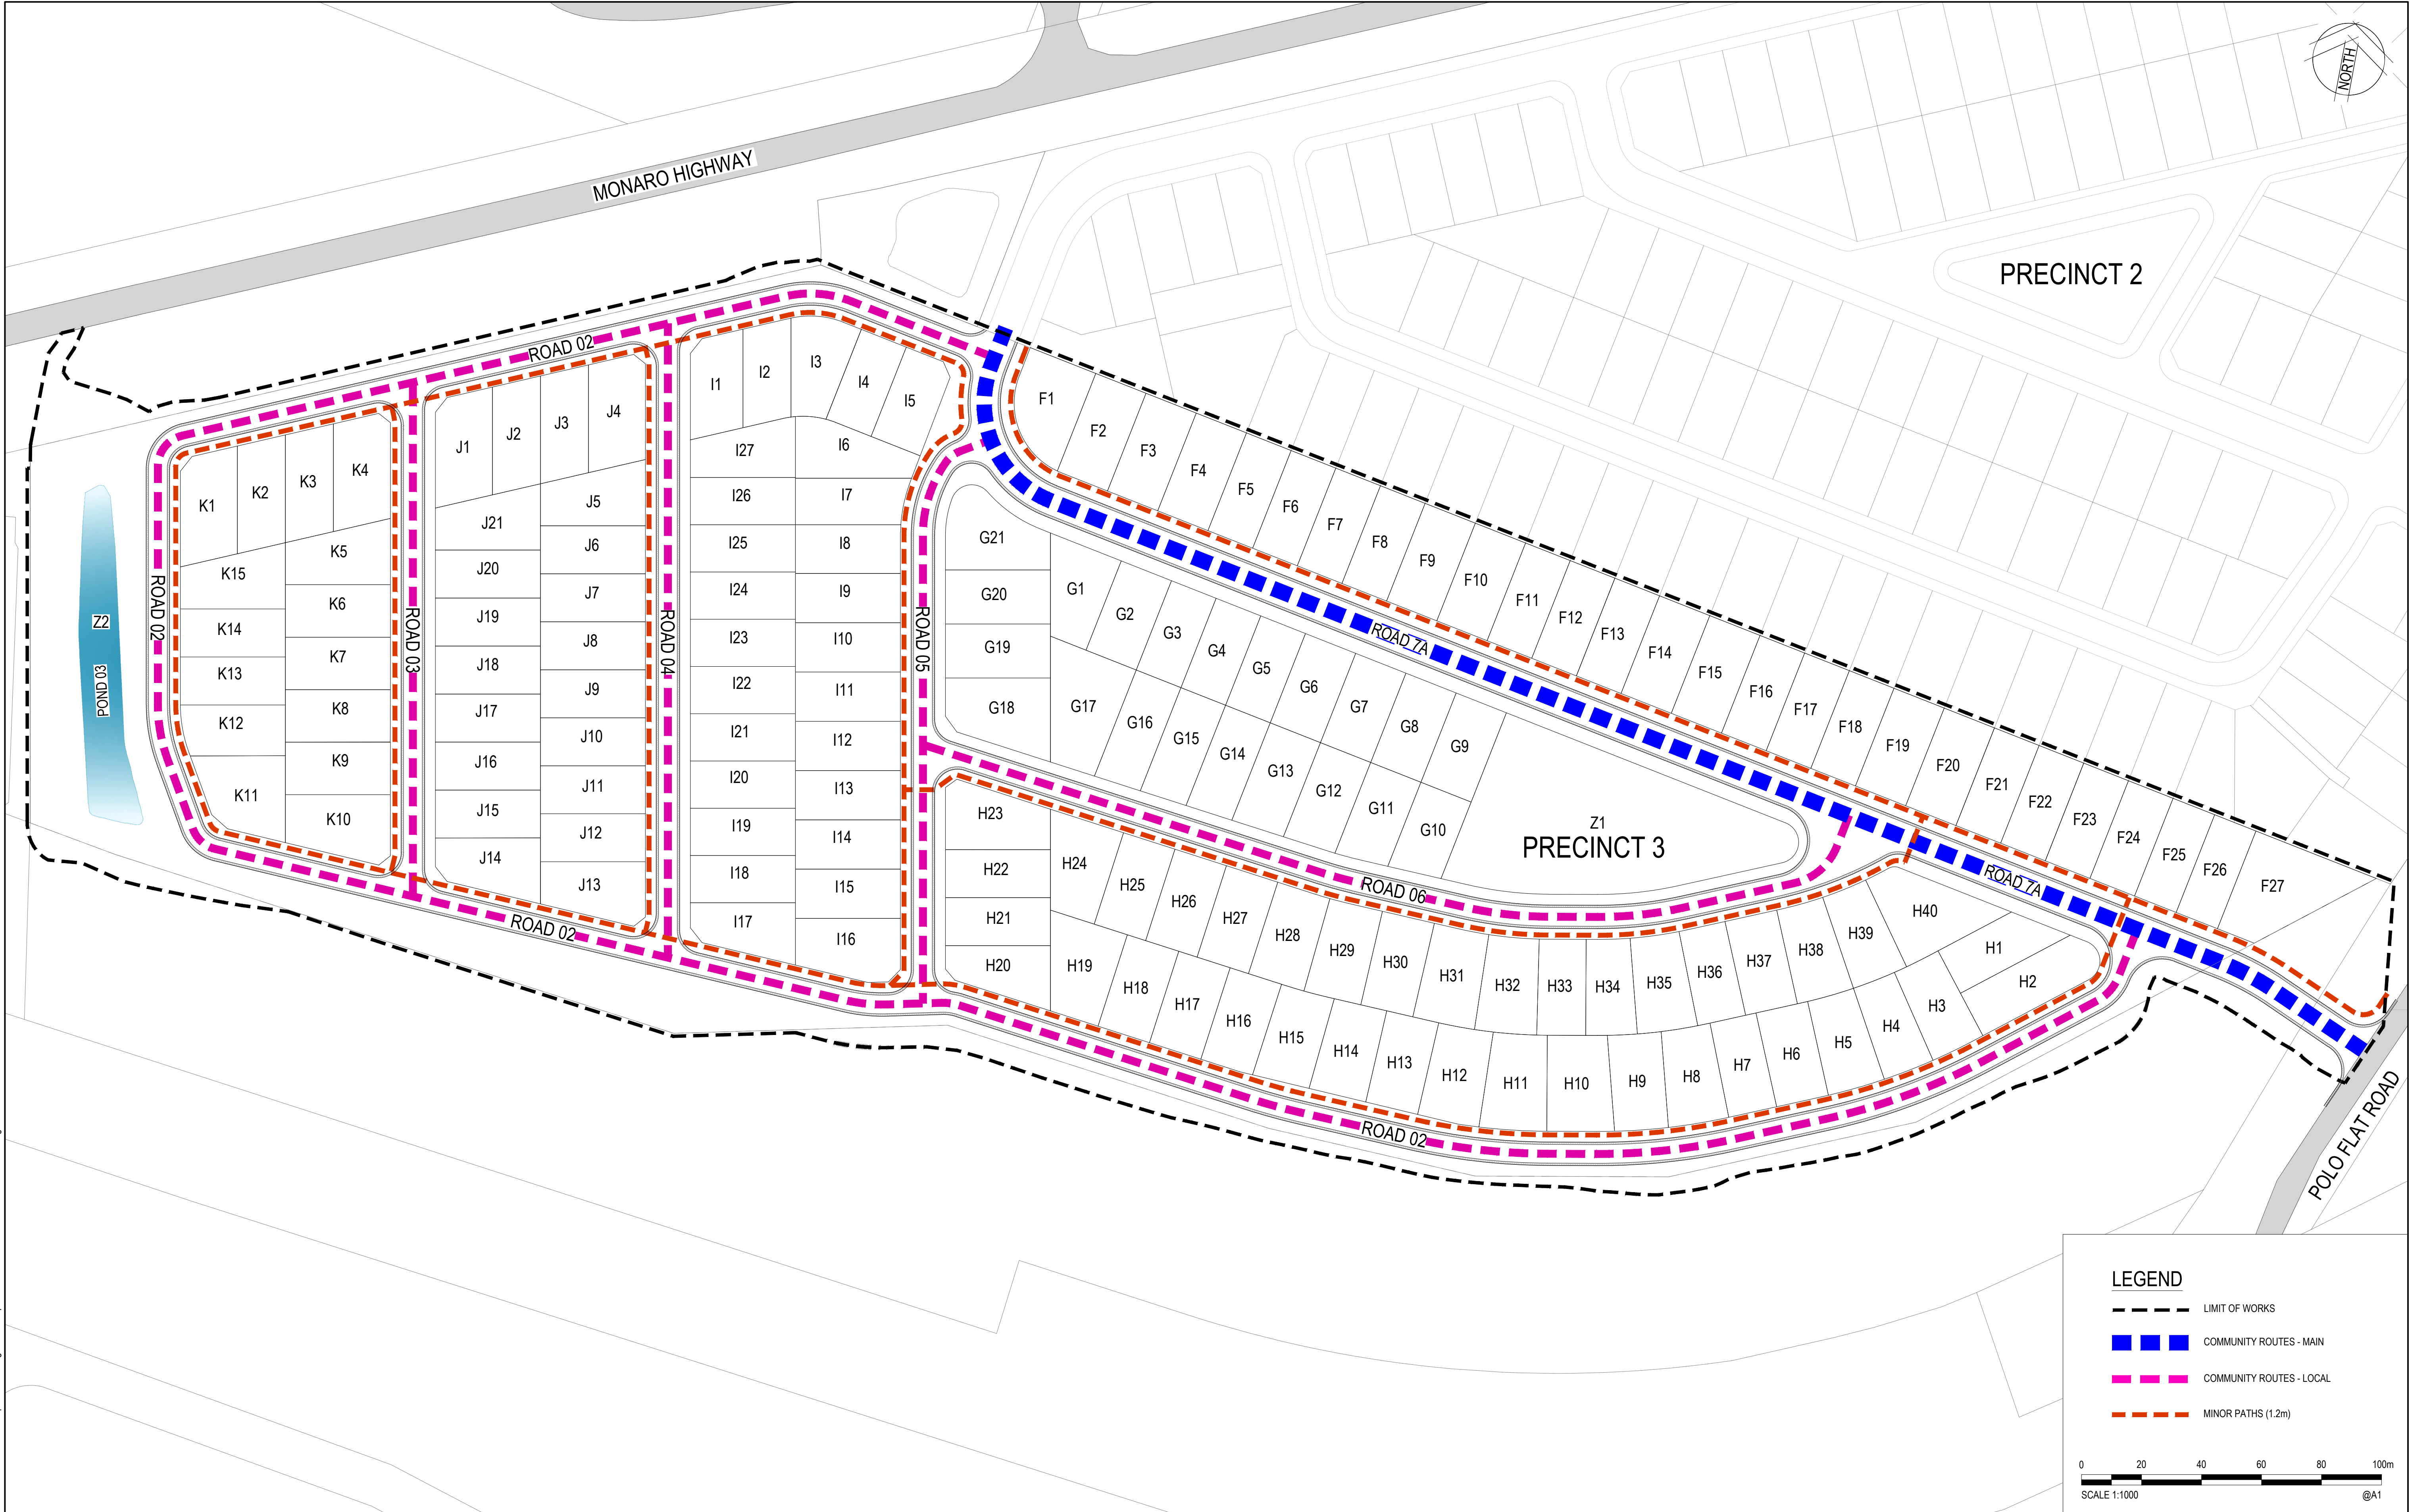 NORTH
MONARO HIGHWAY
PRECINCT 2
ROAD 02
I1
I2
I3
I4
I5
I6
I27
I26
I7
I25
I8
I24
I9
I23
I10
I22
I11
I21
I12
I20
I13
I19
I14
I18
I15
I17
I16
J1
J2
J3
J4
J5
J21
J6
J20
J7
J19
J8
J18
J9
J17
J10
J16
J11
J15
J12
J14
J13
K1
K2
K3
K4
K5
K15
K6
K14
K7
K13
K8
K12
K9
K11
K10
Z2
POND 03
ROAD 02
ROAD 03
ROAD 04
ROAD 05
ROAD 02
F1
F2
F3
F4
F5
F6
F7
F8
F9
F10
F11
F12
F13
F14
F15
F16
F17
F18
F19
F20
F21
F22
F23
F24
F25
F26
F27
ROAD 7A
ROAD 7A
G21
G20
G19
G18
G1
G2
G3
G4
G5
G6
G7
G8
G9
G17
G16
G15
G14
G13
G12
G11
G10
Z1
PRECINCT 3
ROAD 06
H23
H22
H21
H20
H24
H25
H26
H27
H28
H29
H30
H31
H32
H33
H34
H35
H36
H37
H38
H39
H40
H1
H2
H19
H18
H17
H16
H15
H14
H13
H12
H11
H10
H9
H8
H7
H6
H5
H4
H3
ROAD 02
POLO FLAT ROAD
LEGEND
LIMIT OF WORKS
COMMUNITY ROUTES - MAIN
COMMUNITY ROUTES - LOCAL
MINOR PATHS (1.2m)
0 20 40 60 80 100m
SCALE 1:1000 @A1